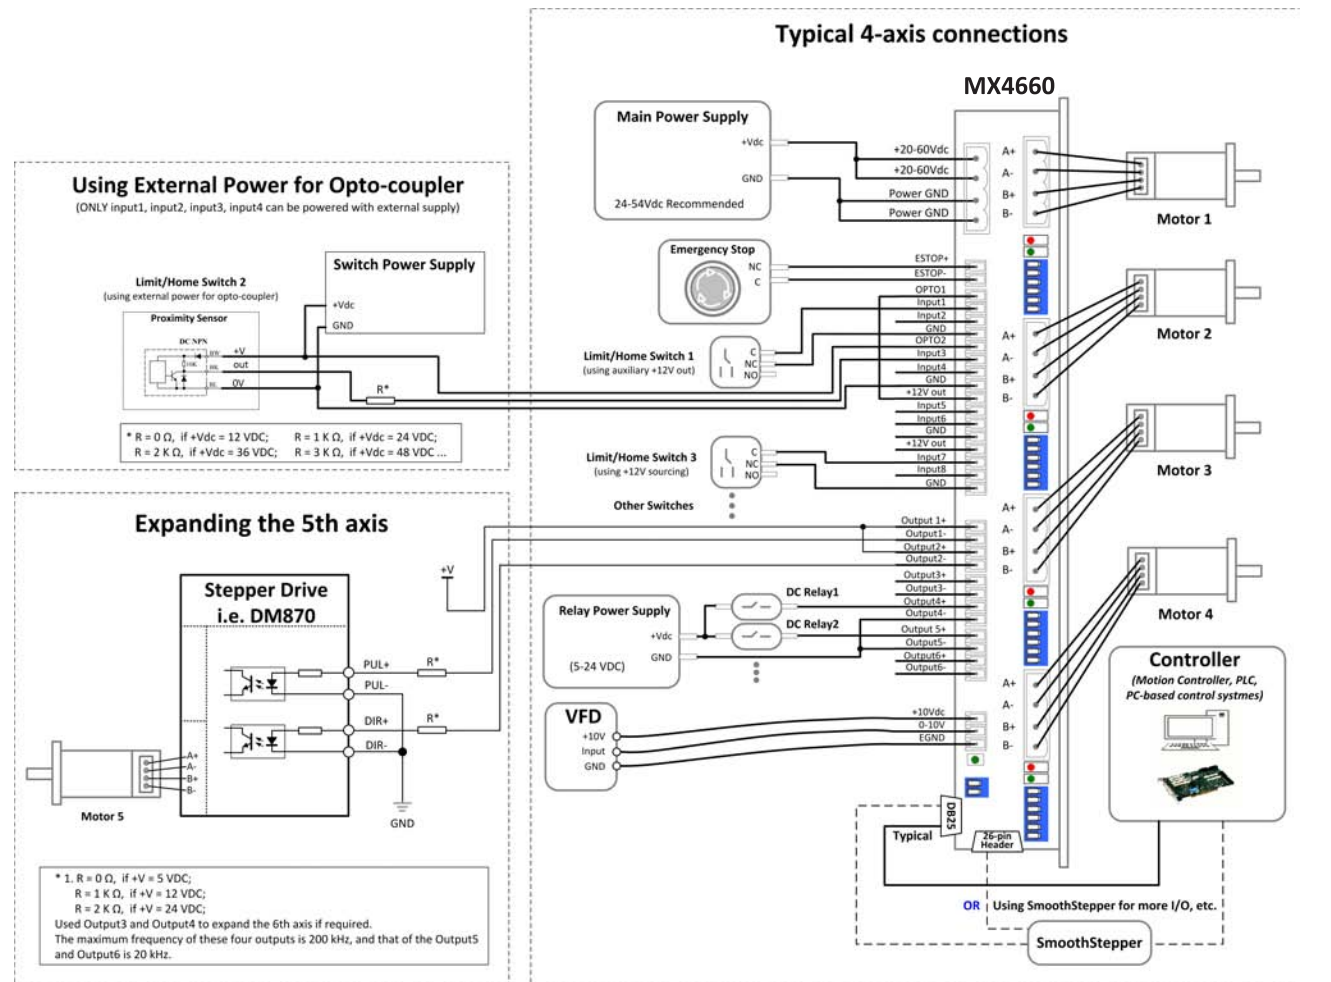 Typical 4-axis connections
MX4660
Main Power Supply
+Vdc
GND
24-54Vdc Recommended
+20-60Vdc
+20-60Vdc
Power GND
Power GND
A+
A-
B+
B-
Motor 1
Emergency Stop
NC
C
ESTOP+
ESTOP-
OPTO1
Input1
Input2
GND
OPTO2
Input3
Input4
GND
+12V out
Input5
Input6
GND
+12V out
Input7
Input8
GND
A+
A-
B+
B-
Motor 2
Limit/Home Switch 1
(using auxiliary +12V out)
C
NC
NO
Limit/Home Switch 3
(using +12V sourcing)
C
NC
NO
Other Switches
A+
A-
B+
B-
Motor 3
Output 1+
Output1-
Output2+
Output2-
Output3+
Output3-
Output4+
Output4-
Output 5+
Output5-
Output6+
Output6-
Relay Power Supply
+Vdc
GND
(5-24 VDC)
DC Relay1
DC Relay2
A+
A-
B+
B-
Motor 4
VFD
+10V
Input
GND
+10Vdc
0-10V
EGND
DB25
Typical
26-pin
Header
Controller
(Motion Controller, PLC,
PC-based control systmes)
OR Using SmoothStepper for more I/O, etc.
SmoothStepper
Using External Power for Opto-coupler
(ONLY input1, input2, input3, input4 can be powered with external supply)
Switch Power Supply
+Vdc
GND
Limit/Home Switch 2
(using external power for opto-coupler)
Proximity Sensor
DC NPN
+V
out
0V
R*
* R = 0 Ω, if +Vdc = 12 VDC; R = 1 K Ω, if +Vdc = 24 VDC;
R = 2 K Ω, if +Vdc = 36 VDC; R = 3 K Ω, if +Vdc = 48 VDC ...
Expanding the 5th axis
+V
Stepper Drive
i.e. DM870
PUL+
PUL-
DIR+
DIR-
R*
R*
GND
A+
A-
B+
B-
Motor 5
* 1. R = 0 Ω, if +V = 5 VDC;
R = 1 K Ω, if +V = 12 VDC;
R = 2 K Ω, if +V = 24 VDC;
Used Output3 and Output4 to expand the 6th axis if required.
The maximum frequency of these four outputs is 200 kHz, and that of the Output5
and Output6 is 20 kHz.